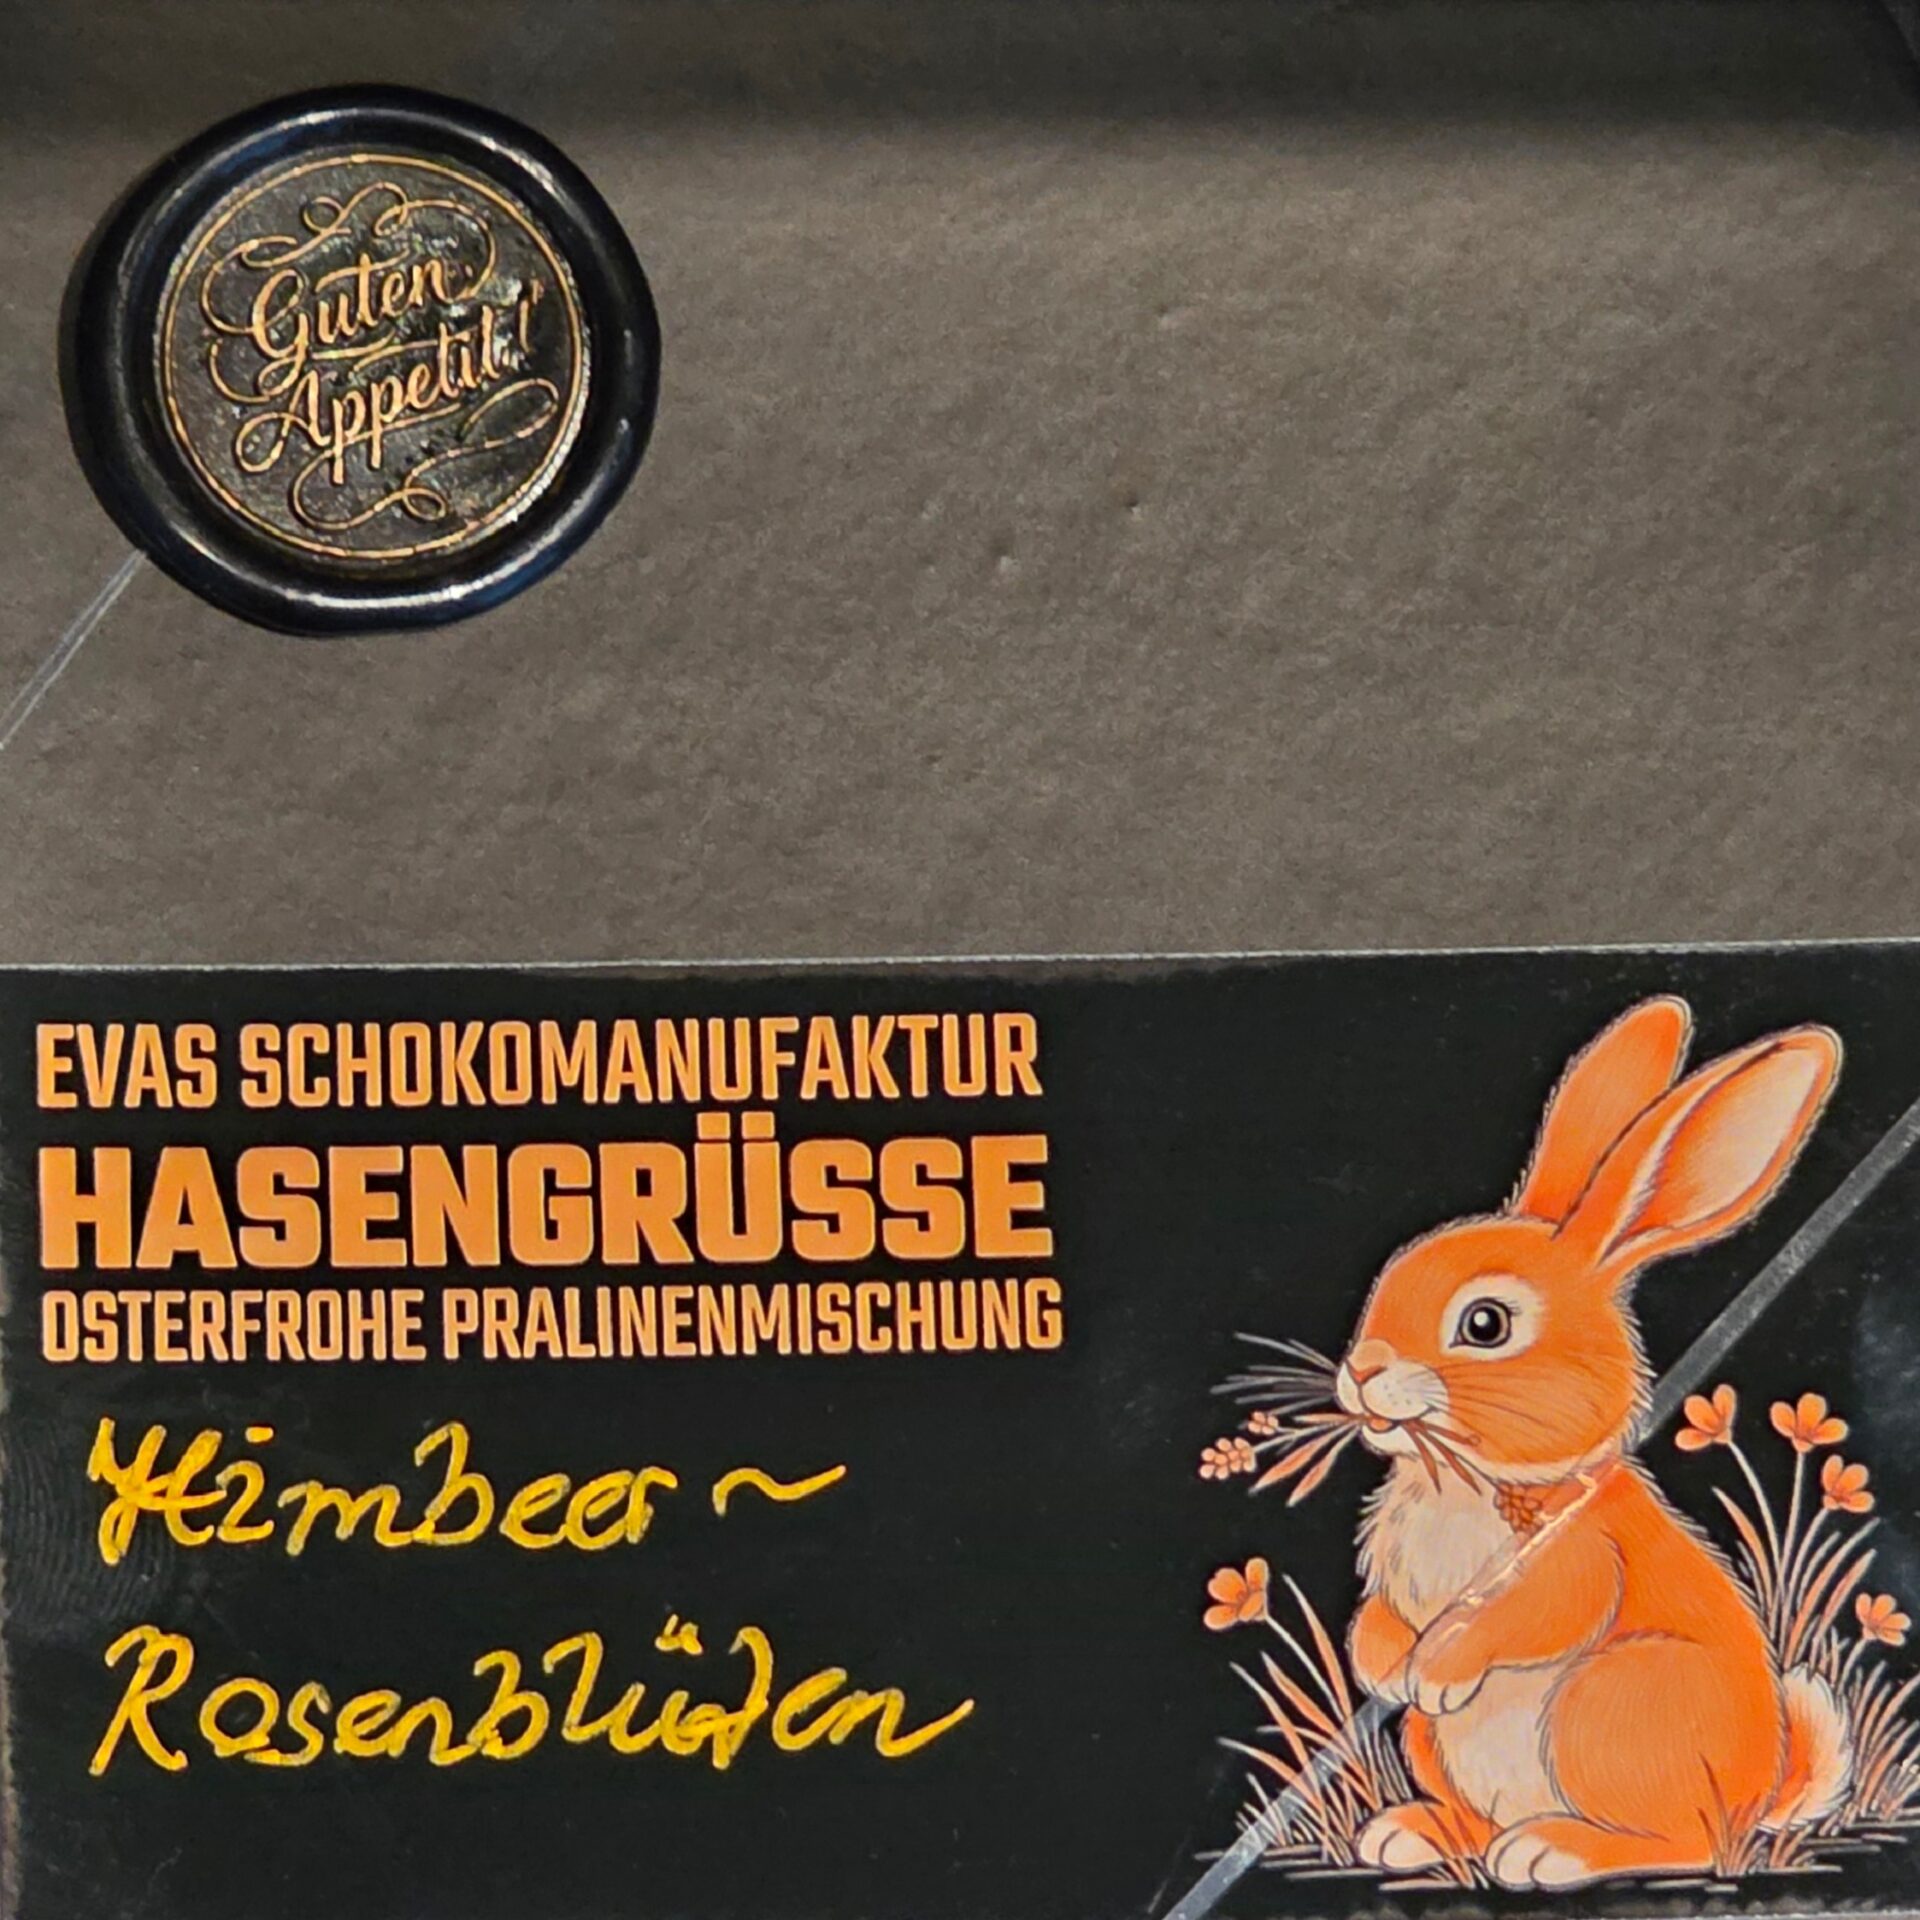 Guten
Appetit!
EVAS SCHOKOMANUFAKTUR
HASENGRÜSSE
OSTERFROHE PRALINENMISCHUNG
Himbeer~
Rosenblüten